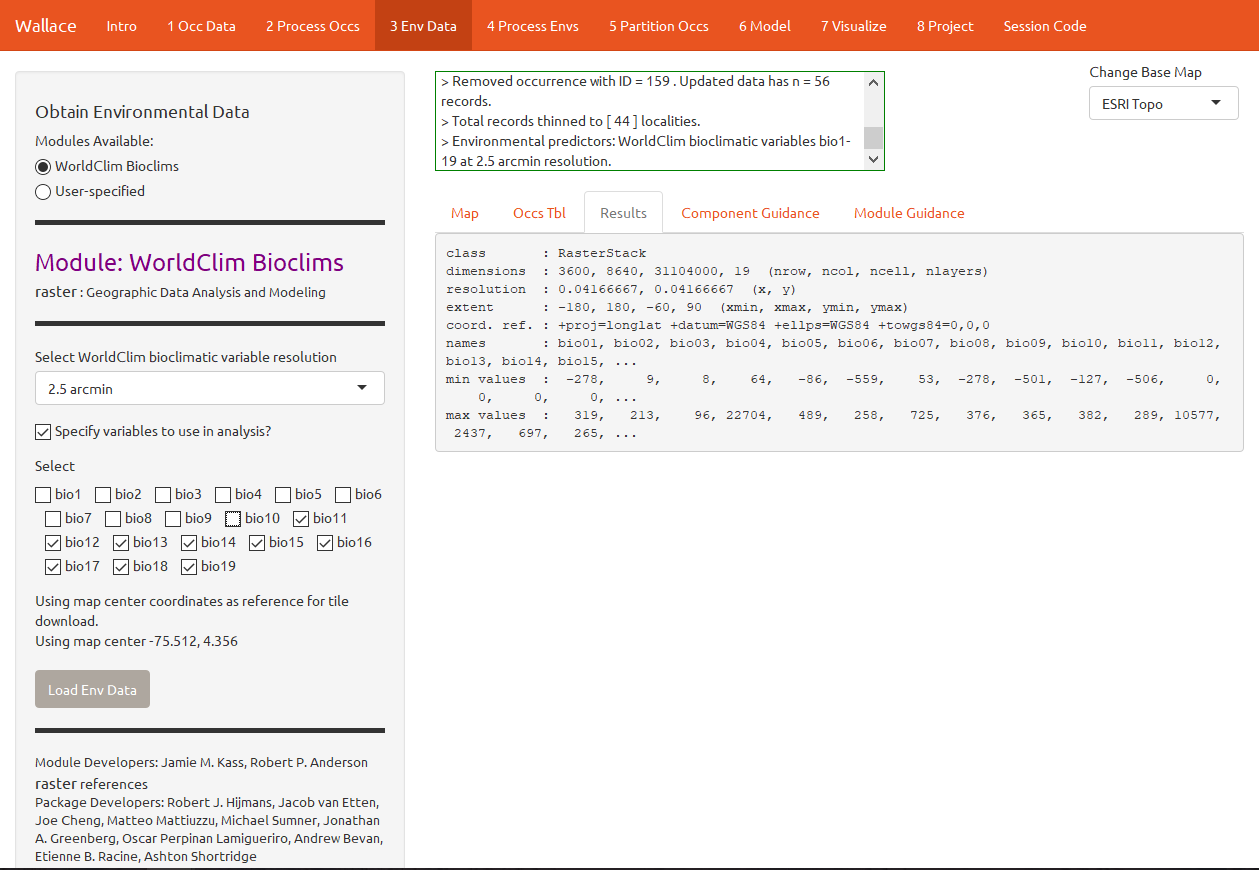 Wallace Intro 1 Occ Data 2 Process Occs 3 Env Data 4 Process Envs 5 Partition Occs 6 Model 7 Visualize 8 Project Session Code
Obtain Environmental Data
Modules Available:
WorldClim Bioclims
User-specified
Module: WorldClim Bioclims
raster : Geographic Data Analysis and Modeling
Select WorldClim bioclimatic variable resolution
2.5 arcmin
Specify variables to use in analysis?
Select
bio1 bio2 bio3 bio4 bio5 bio6
bio7 bio8 bio9 bio10 bio11
bio12 bio13 bio14 bio15 bio16
bio17 bio18 bio19
Using map center coordinates as reference for tile
download.
Using map center -75.512, 4.356
Load Env Data
Module Developers: Jamie M. Kass, Robert P. Anderson
raster references
Package Developers: Robert J. Hijmans, Jacob van Etten,
Joe Cheng, Matteo Mattiuzzu, Michael Sumner, Jonathan
A. Greenberg, Oscar Perpinan Lamigueriro, Andrew Bevan,
Etienne B. Racine, Ashton Shortridge
> Removed occurrence with ID = 159 . Updated data has n = 56
records.
> Total records thinned to [ 44 ] localities.
> Environmental predictors: WorldClim bioclimatic variables bio1-
19 at 2.5 arcmin resolution.
Change Base Map
ESRI Topo
Map Occs Tbl Results Component Guidance Module Guidance
class : RasterStack
dimensions : 3600, 8640, 31104000, 19 (nrow, ncol, ncell, nlayers)
resolution : 0.04166667, 0.04166667 (x, y)
extent : -180, 180, -60, 90 (xmin, xmax, ymin, ymax)
coord. ref. : +proj=longlat +datum=WGS84 +ellps=WGS84 +towgs84=0,0,0
names : bio01, bio02, bio03, bio04, bio05, bio06, bio07, bio08, bio09, bio10, bio11, bio12,
bio13, bio14, bio15, ...
min values : -278, 9, 8, 64, -86, -559, 53, -278, -501, -127, -506, 0,
0, 0, 0, ...
max values : 319, 213, 96, 22704, 489, 258, 725, 376, 365, 382, 289, 10577,
2437, 697, 265, ...